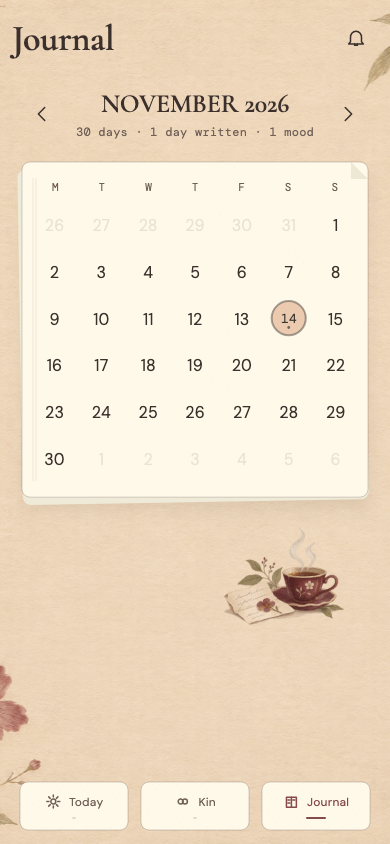 Journal
NOVEMBER 2026
30 days · 1 day written · 1 mood
M T W T F S S
26 27 28 29 30 31 1
2 3 4 5 6 7 8
9 10 11 12 13 14 15
16 17 18 19 20 21 22
23 24 25 26 27 28 29
30 1 2 3 4 5 6
Today Kin Journal